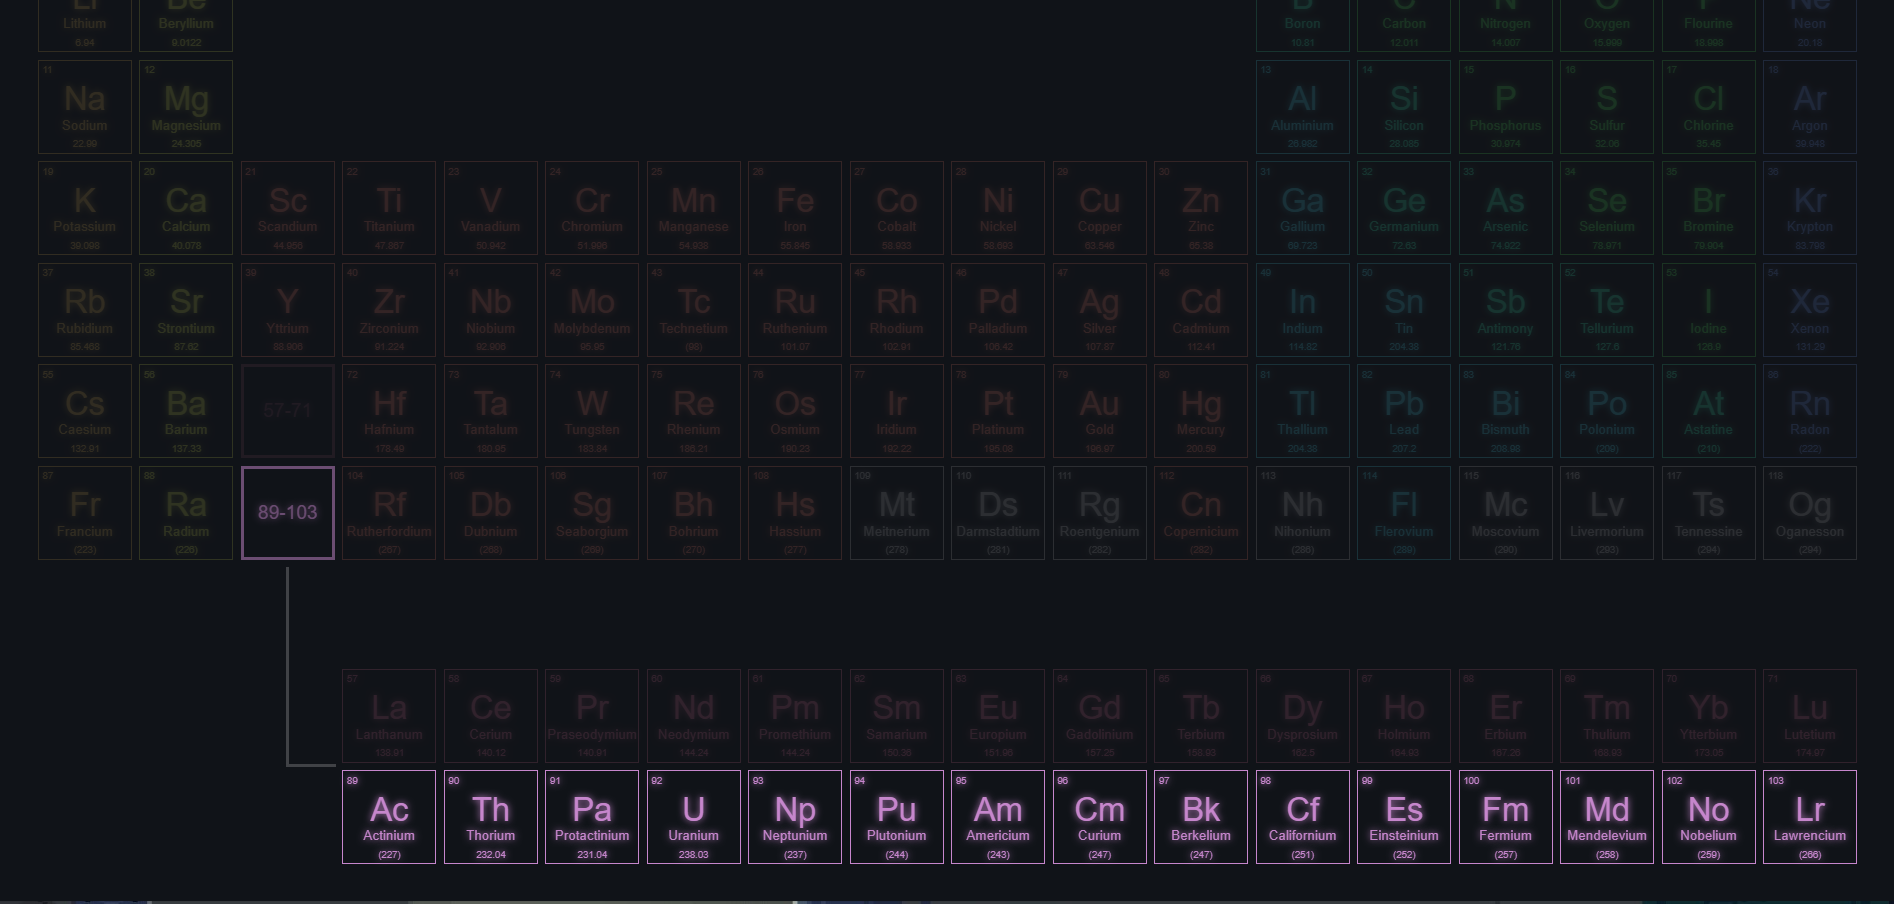 Lithium Beryllium Boron Carbon Nitrogen Oxygen Flourine Neon
6.94 9.0122 10.81 12.011 14.007 15.999 18.998 20.18
11 12 13 14 15 16 17 18
Na Mg Al Si P S Cl Ar
Sodium Magnesium Aluminium Silicon Phosphorus Sulfur Chlorine Argon
22.99 24.305 26.982 28.085 30.974 32.06 35.45 39.948
19 20 21 22 23 24 25 26 27 28 29 30 31 32 33 34 35 36
K Ca Sc Ti V Cr Mn Fe Co Ni Cu Zn Ga Ge As Se Br Kr
Potassium Calcium Scandium Titanium Vanadium Chromium Manganese Iron Cobalt Nickel Copper Zinc Gallium Germanium Arsenic Selenium Bromine Krypton
39.098 40.078 44.956 47.867 50.942 51.996 54.938 55.845 58.933 58.693 63.546 65.38 69.723 72.63 74.922 78.971 79.904 83.798
37 38 39 40 41 42 43 44 45 46 47 48 49 50 51 52 53 54
Rb Sr Y Zr Nb Mo Tc Ru Rh Pd Ag Cd In Sn Sb Te I Xe
Rubidium Strontium Yttrium Zirconium Niobium Molybdenum Technetium Ruthenium Rhodium Palladium Silver Cadmium Indium Tin Antimony Tellurium Iodine Xenon
85.468 87.62 88.906 91.224 92.906 95.95 (99) 101.07 102.91 106.42 107.87 112.41 114.82 204.38 121.76 127.6 126.9 131.29
55 56 72 73 74 75 76 77 78 79 80 81 82 83 84 85 86
Cs Ba 57-71 Hf Ta W Re Os Ir Pt Au Hg Tl Pb Bi Po At Rn
Caesium Barium Hafnium Tantalum Tungsten Rhenium Osmium Iridium Platinum Gold Mercury Thallium Lead Bismuth Polonium Astatine Radon
132.91 137.33 178.49 180.95 183.84 186.21 190.23 192.22 195.08 196.97 200.59 204.38 207.2 208.98 (209) (210) (222)
87 88 104 105 106 107 108 109 110 111 112 113 114 115 116 117 118
Fr Ra 89-103 Rf Db Sg Bh Hs Mt Ds Rg Cn Nh Fl Mc Lv Ts Og
Francium Radium Rutherfordium Dubnium Seaborgium Bohrium Hassium Meitnerium Darmstadtium Roentgenium Copernicium Nihonium Flerovium Moscovium Livermorium Tennessine Oganesson
(223) (226) (267) (268) (269) (270) (277) (278) (281) (282) (282) (286) (289) (290) (293) (294) (294)
57 58 59 60 61 62 63 64 65 66 67 68 69 70 71
La Ce Pr Nd Pm Sm Eu Gd Tb Dy Ho Er Tm Yb Lu
Lanthanum Cerium Praseodymium Neodymium Promethium Samarium Europium Gadolinium Terbium Dysprosium Holmium Erbium Thulium Ytterbium Lutetium
138.91 140.12 140.91 144.24 144.24 150.36 151.96 157.25 158.93 162.5 164.93 167.26 168.93 173.05 174.97
89 90 91 92 93 94 95 96 97 98 99 100 101 102 103
Ac Th Pa U Np Pu Am Cm Bk Cf Es Fm Md No Lr
Actinium Thorium Protactinium Uranium Neptunium Plutonium Americium Curium Berkelium Californium Einsteinium Fermium Mendelevium Nobelium Lawrencium
(227) 232.04 231.04 238.03 (237) (244) (243) (247) (247) (251) (252) (257) (258) (259) (266)